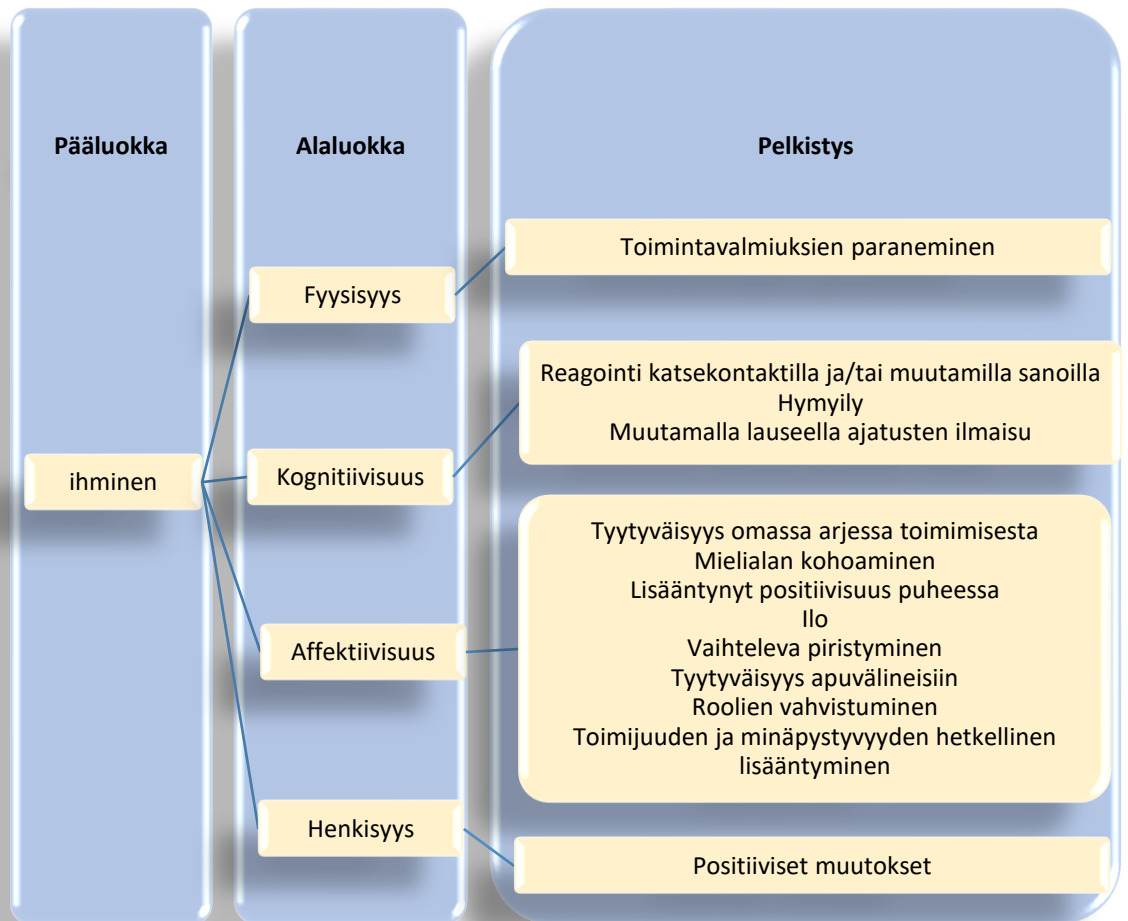 Pääluokka
Alaluokka
Pelkistys
ihminen
Fyysisyys
Toimintavalmiuksien paraneminen
Kognitiivisuus
Reagointi katsekontaktilla ja/tai muutamilla sanoilla
Hymyily
Muutamalla lauseella ajatusten ilmaisu
Affektiivisuus
Tyytyväisyys omassa arjessa toimimisesta
Mielialan kohoaminen
Lisääntynyt positiivisuus puheessa
Ilo
Vaihteleva piristyminen
Tyytyväisyys apuvälineisiin
Roolien vahvistuminen
Toimijuuden ja minäpystyvyyden hetkellinen
lisääntyminen
Henkisyys
Positiiviset muutokset